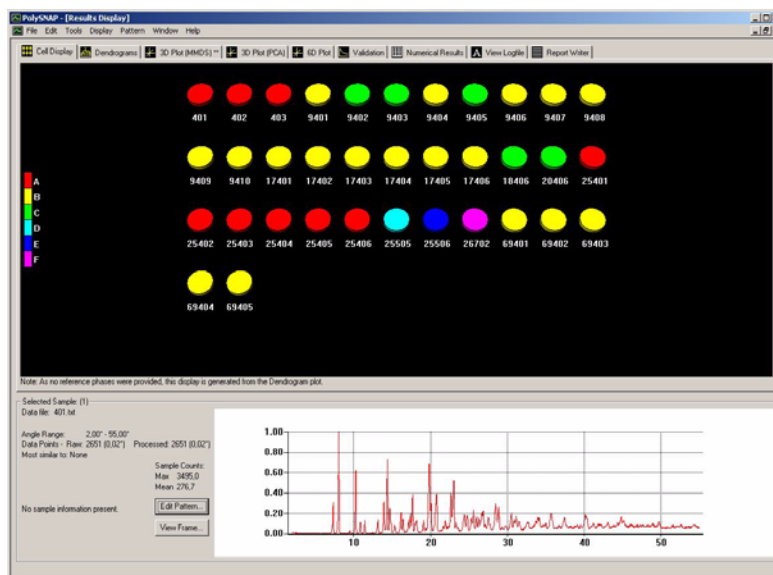 PolySNAP - [Results Display]
File Edit Tools Display Pattern Window Help
Cell Display Dendrograms 3D Plot (MMDS) ** 3D Plot (PCA) 6D Plot Validation Numerical Results View Logfile Report Writer
401 402 403 9401 9402 9403 9404 9405 9406 9407 9408
9409 9410 17401 17402 17403 17404 17405 17406 18406 20406 25401
A
B
C
D
E
F
25402 25403 25404 25405 25406 25505 25506 26702 69401 69402 69403
69404 69405
Note: As no reference phases were provided, this display is generated from the Dendrogram plot.
Selected Sample: (1)
Data file: 401.txt
Angle Range: 2,00° - 55,00°
Data Points - Raw: 2651 (0,02°) Processed: 2651 (0,02°)
Most similar to: None
Sample Counts:
Max 3495,0
Mean 276,7
No sample information present.
Edit Pattern...
View Frame...
1.00
0.80
0.60
0.40
0.20
0.00
10 20 30 40 50